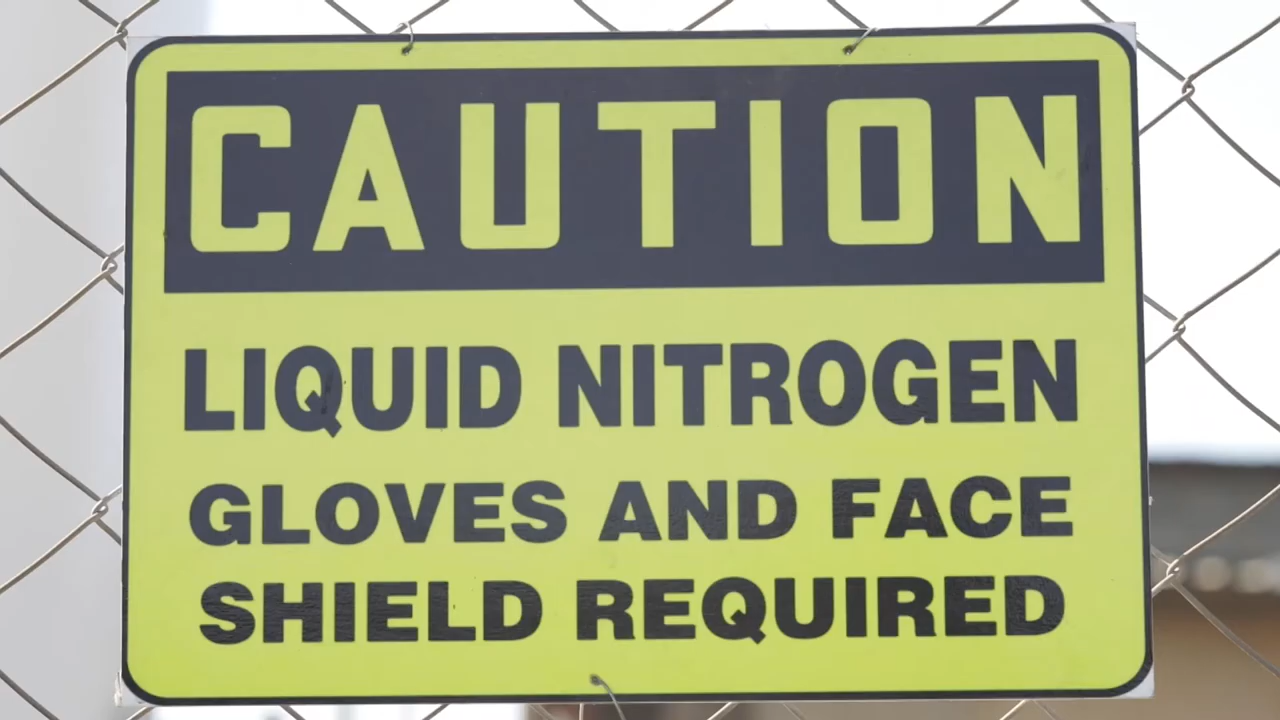 CAUTION
LIQUID NITROGEN
GLOVES AND FACE
SHIELD REQUIRED